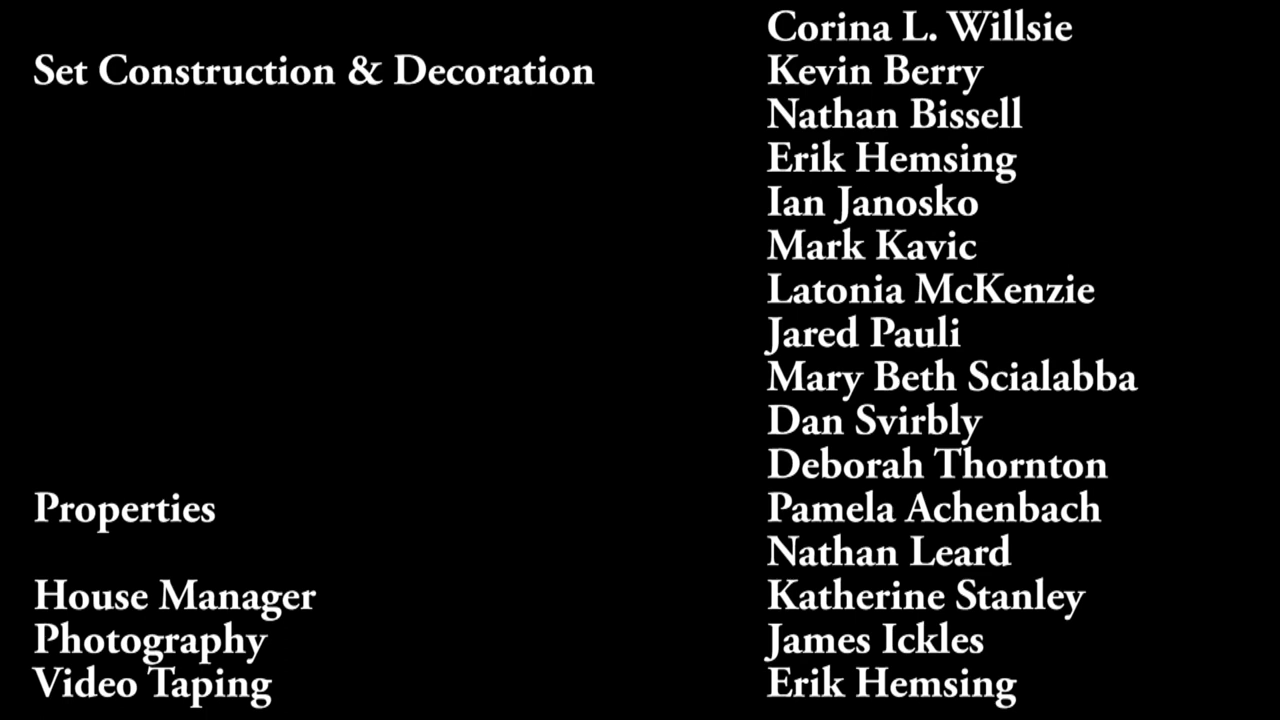 Corina L. Willsie
Set Construction & Decoration Kevin Berry
Nathan Bissell
Erik Hemsing
Ian Janosko
Mark Kavic
Latonia McKenzie
Jared Pauli
Mary Beth Scialabba
Dan Svirbly
Deborah Thornton
Properties Pamela Achenbach
Nathan Leard
House Manager Katherine Stanley
Photography James Ickles
Video Taping Erik Hemsing